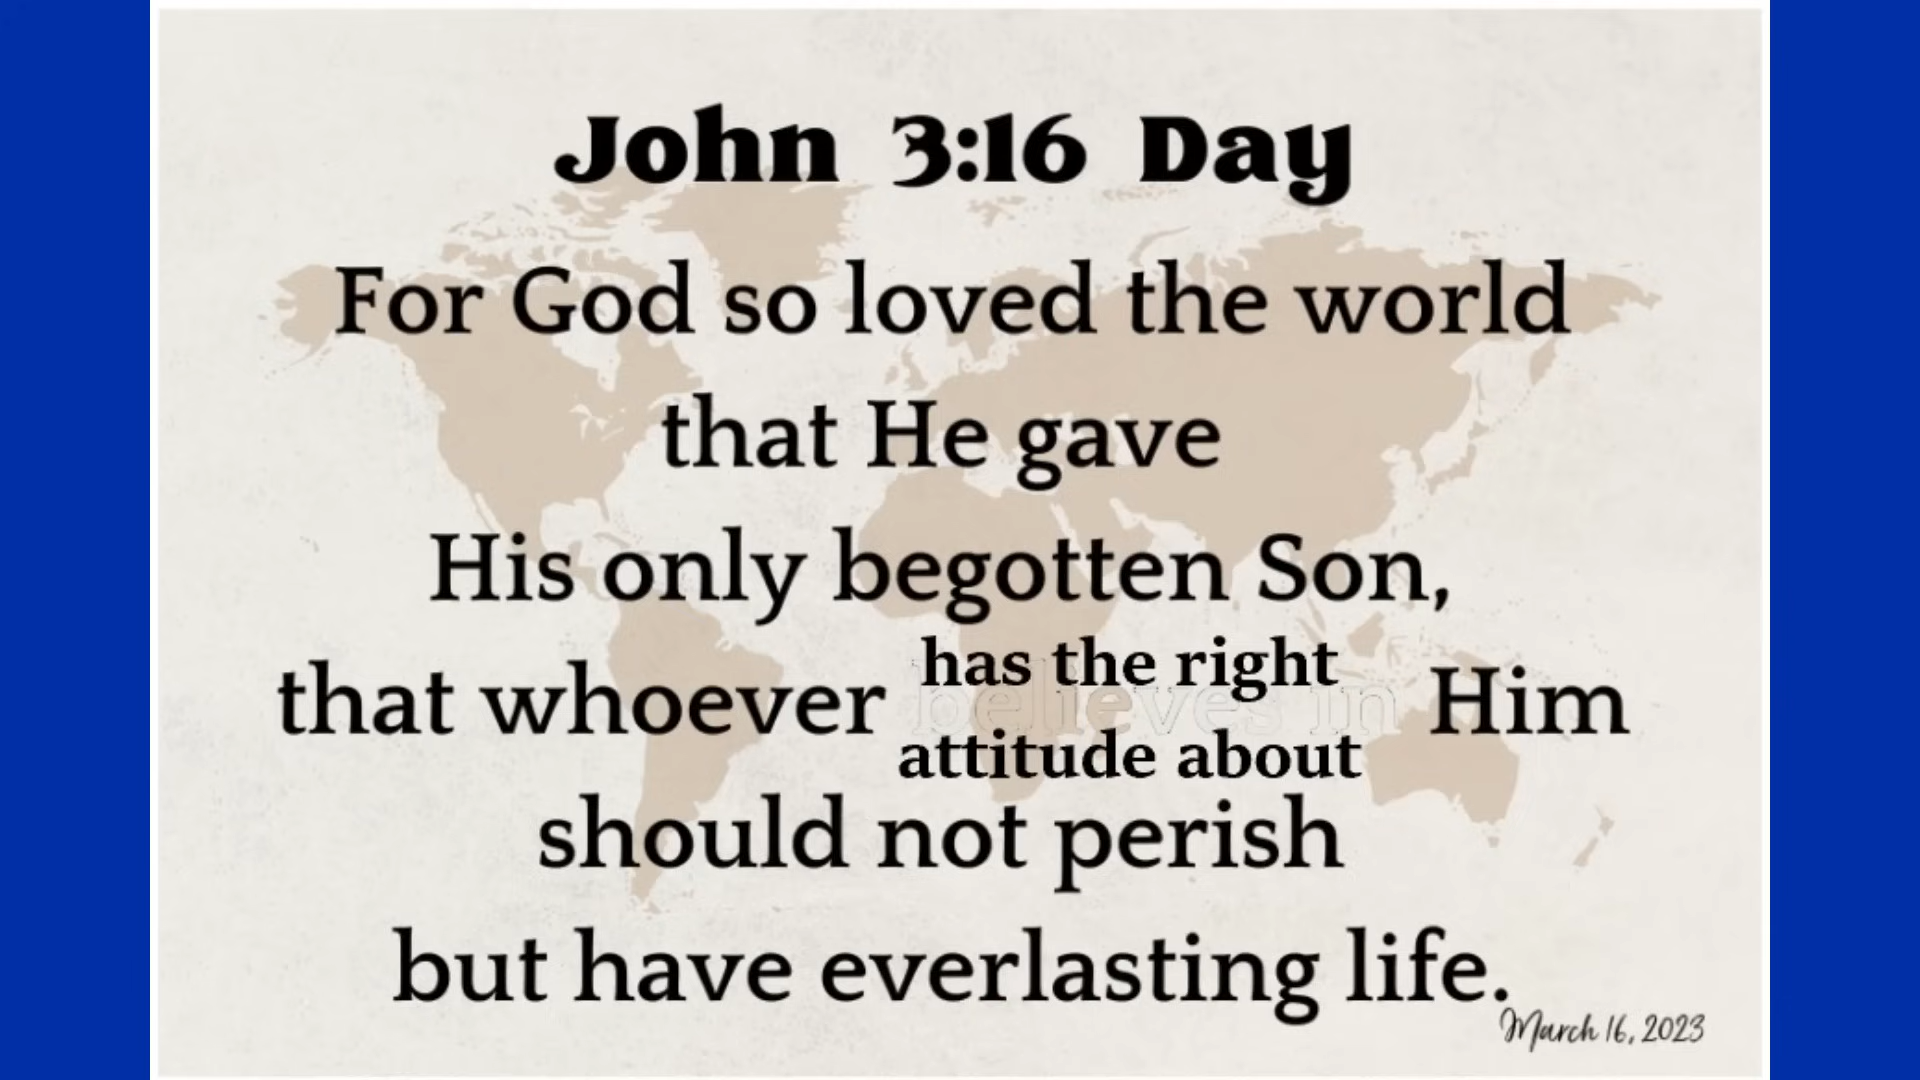 John 3:16 Day
For God so loved the world
that He gave
His only begotten Son,
that whoever believes in Him
has the right
attitude about
should not perish
but have everlasting life.
March 16, 2023